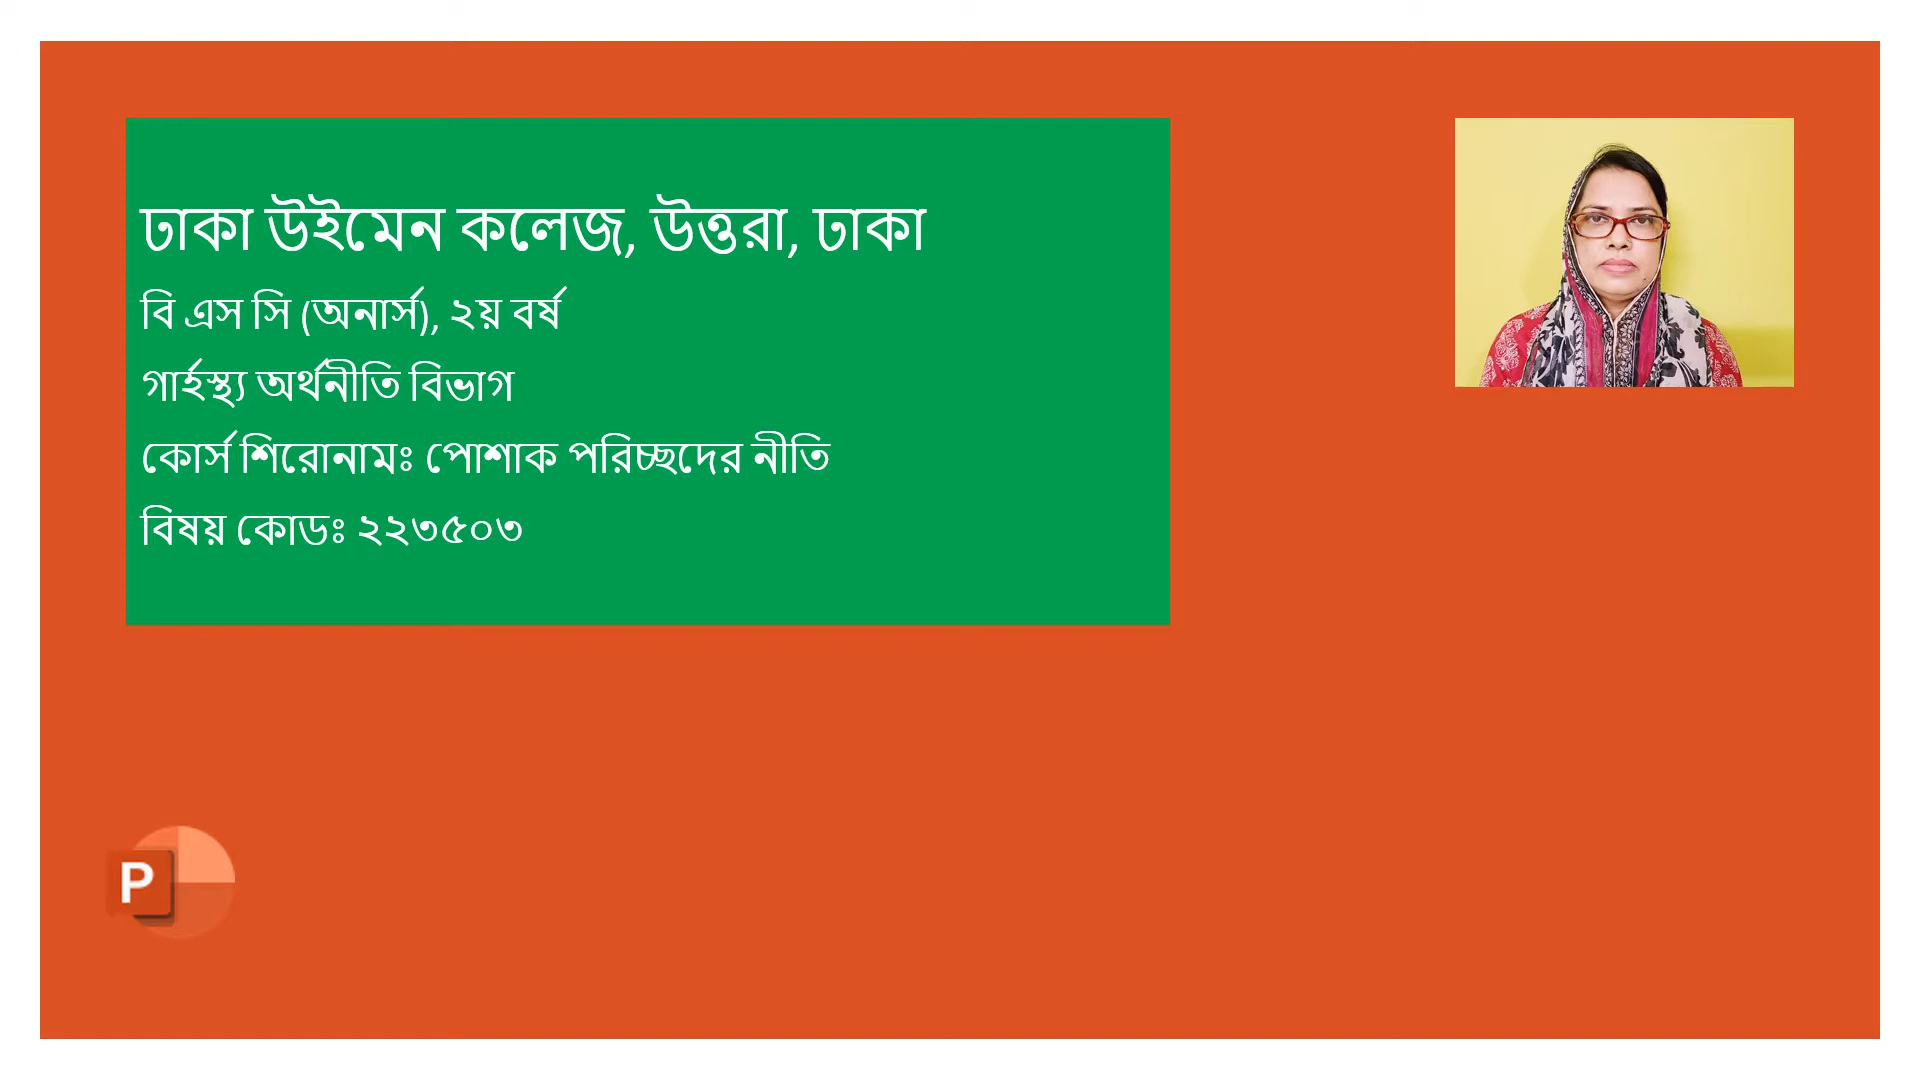 ঢাকা উইমেন কলেজ, উত্তরা, ঢাকা
বি এস সি (অনার্স), ২য় বর্ষ
গার্হস্থ্য অর্থনীতি বিভাগ
কোর্স শিরোনামঃ পোশাক পরিচ্ছদের নীতি
বিষয় কোডঃ ২২৩৫০৩
P